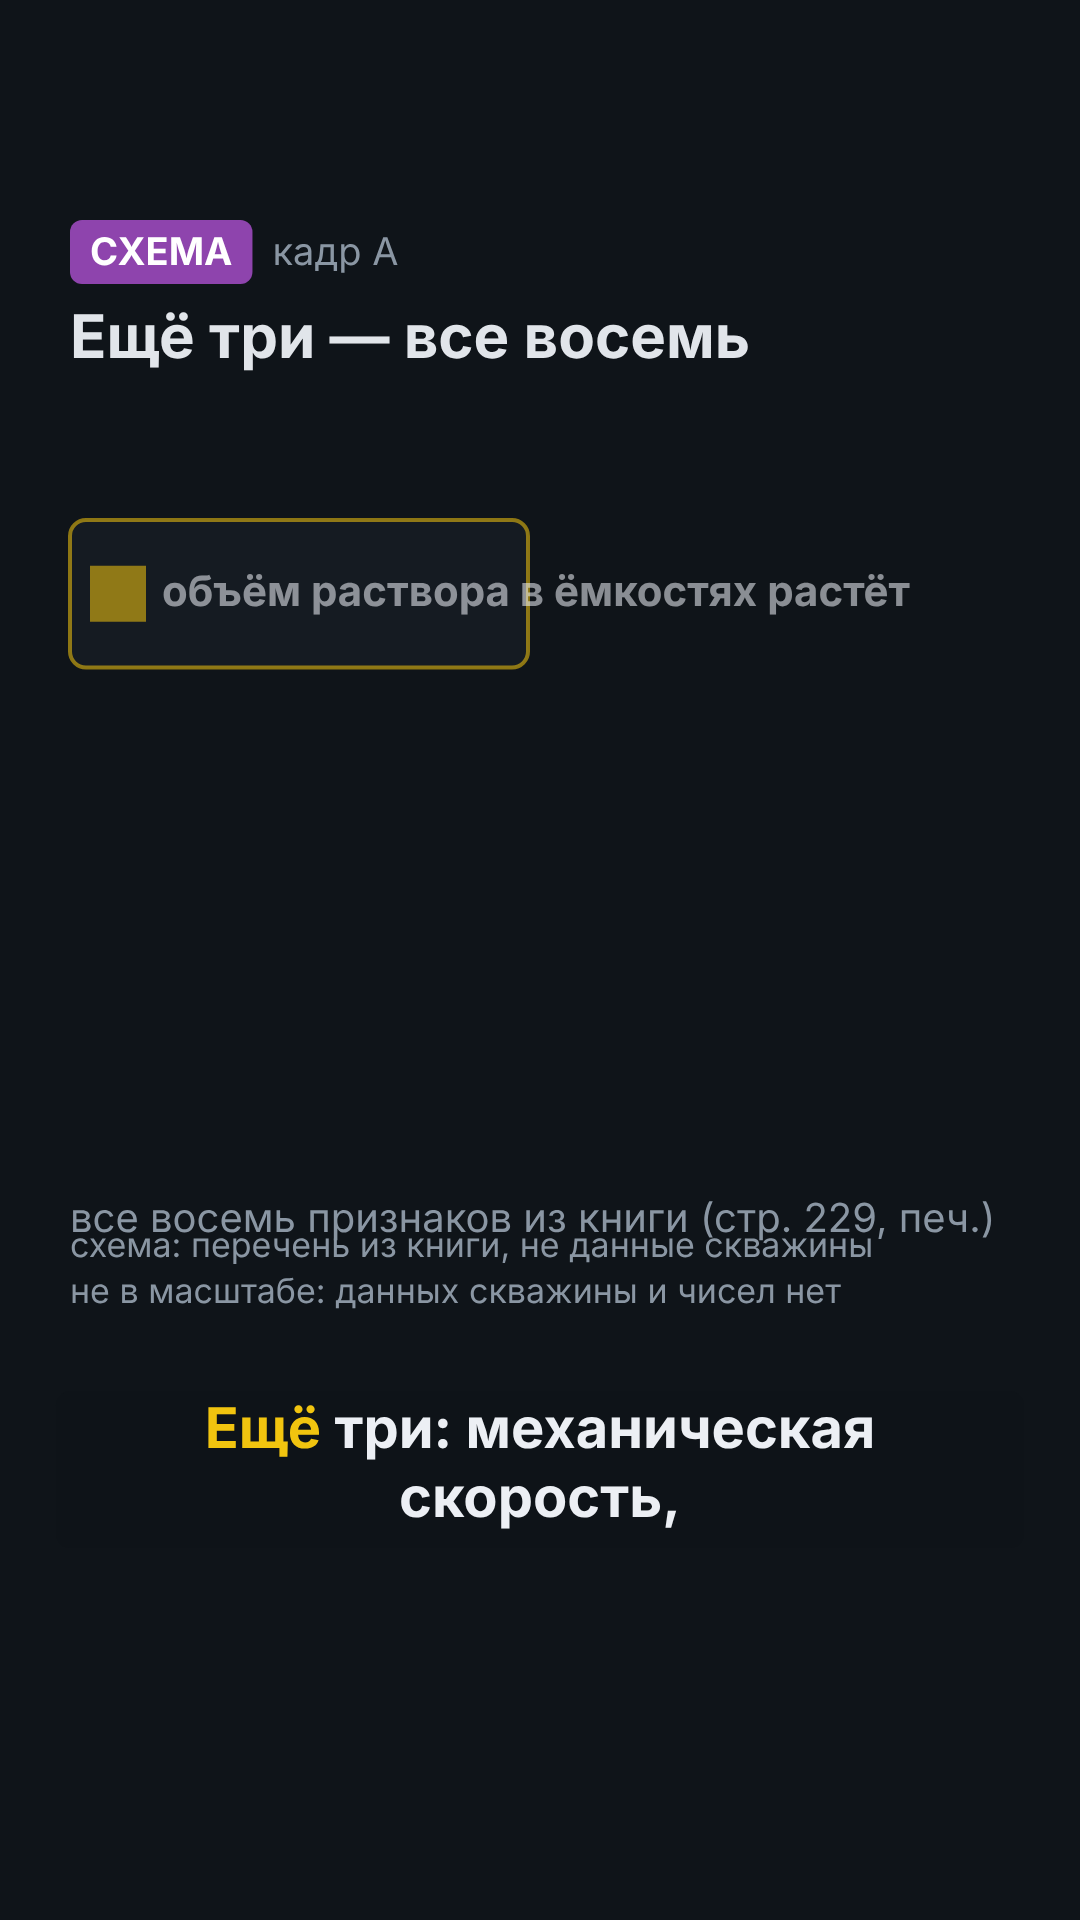 СХЕМА кадр А
Ещё три — все восемь
объём раствора в ёмкостях растёт
все восемь признаков из книги (стр. 229, печ.)
схема: перечень из книги, не данные скважины
не в масштабе: данных скважины и чисел нет
Ещё три: механическая
скорость,